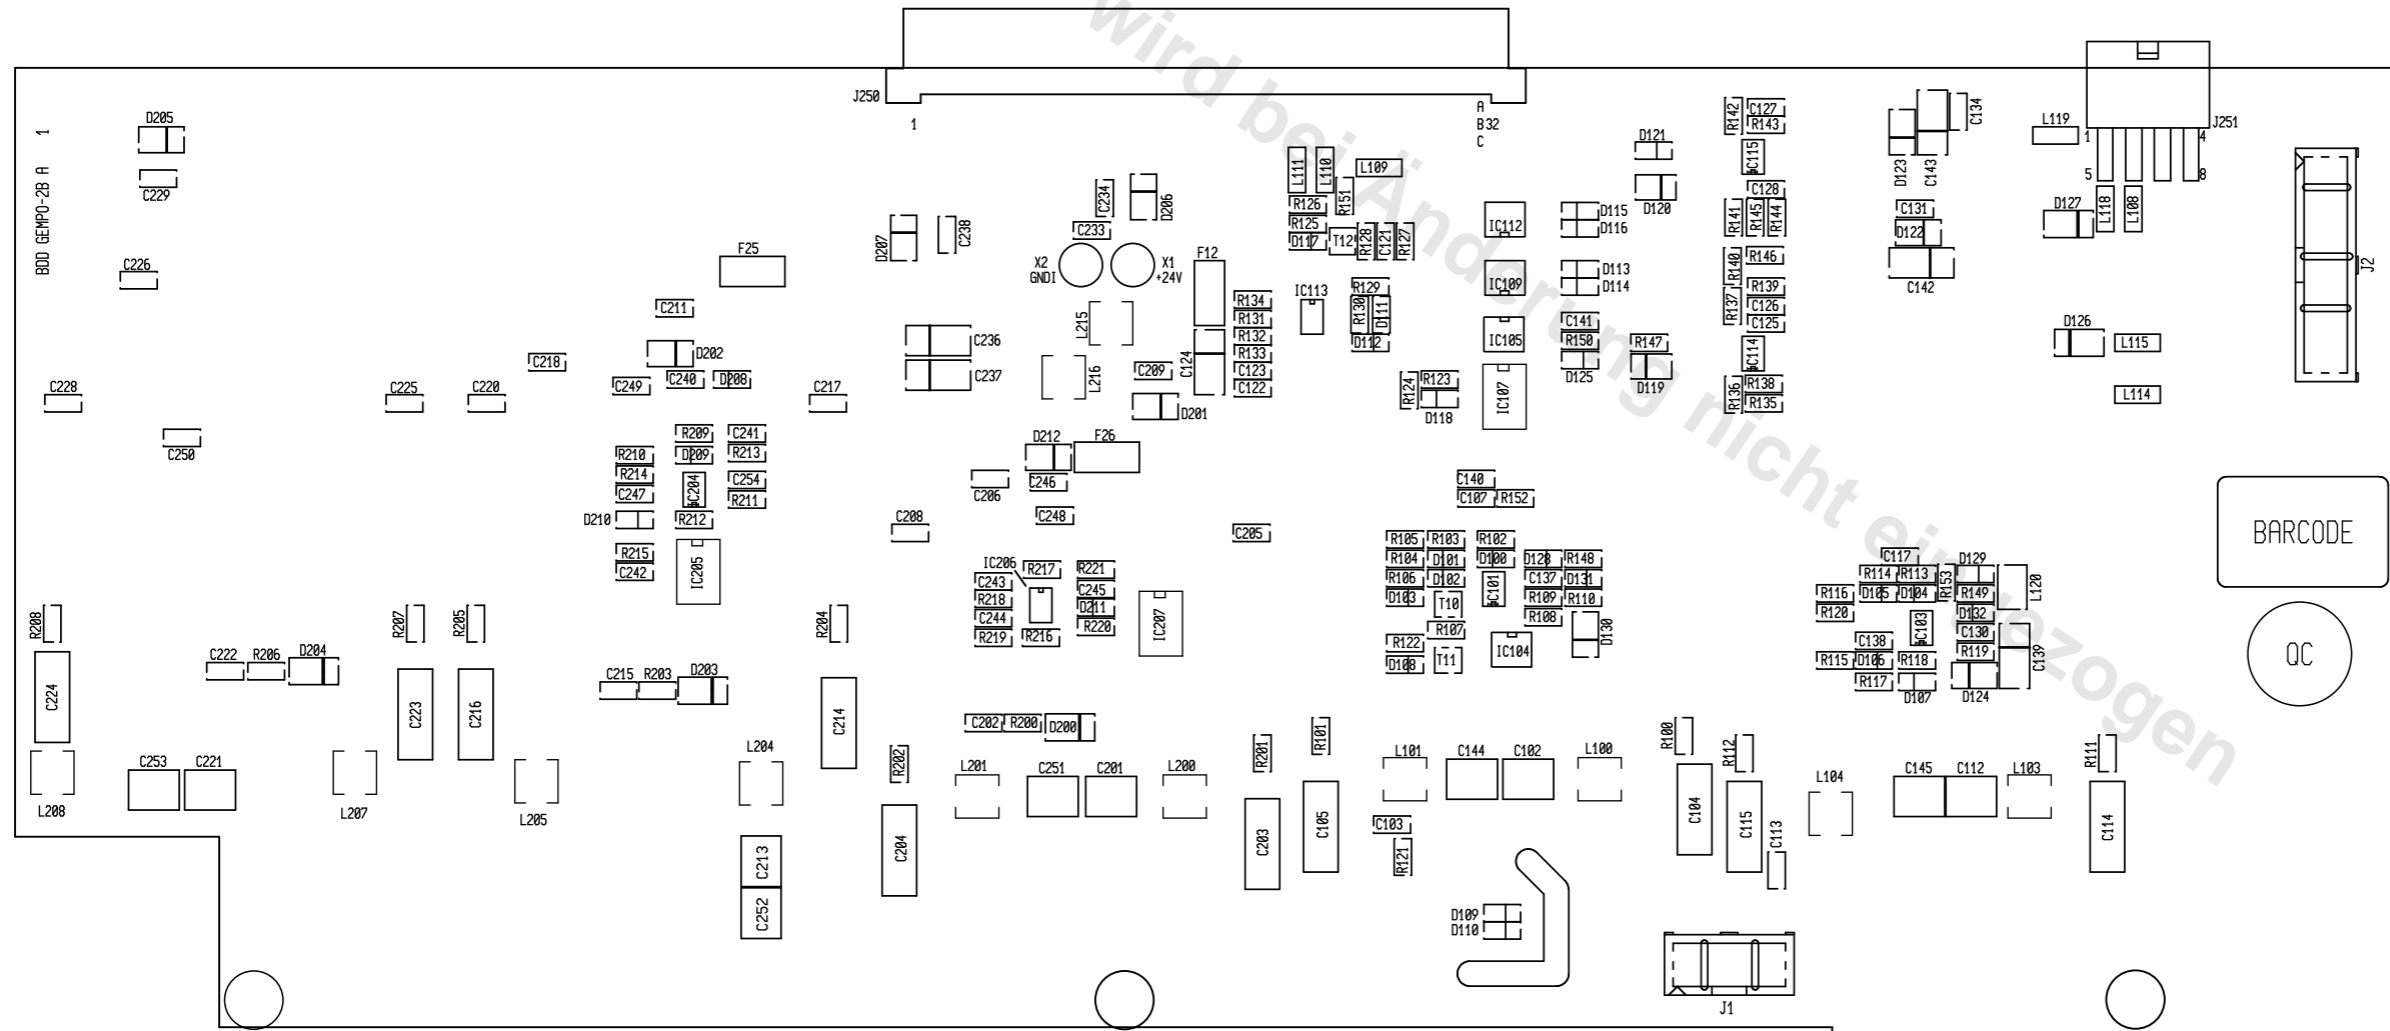 wird bei Änderung nicht eingezogen
J250
1
A
B 32
C
J251
L119
1
4
5
8
L118
L108
J2
BDD GEMPO-2B A 1
D205
C229
C226
C228
C250
C225
C220
C218
C217
F25
C211
D202
C249
C240
D208
D207
C238
C234
D206
C233
X2
GNDI
X1
+24V
L215
L216
C236
C237
C209
D201
F12
C124
R134
R131
R132
R133
C123
C122
IC113
L111
L110
L109
R151
R126
R125
D117
T12
R128
C121
R127
R129
R130
D111
D112
IC112
IC109
IC105
IC107
D115
D116
D113
D114
C141
R150
D125
R147
D119
R124
R123
D118
D121
D120
R142
C127
R143
IC115
C128
R141
R145
R144
R140
R146
R137
R139
C126
C125
IC114
R136
R138
R135
D123
C143
C134
C131
D122
C142
D127
D126
L115
L114
R209
C241
R210
D209
R213
R214
C247
IC204
C254
R211
D210
R212
R215
C242
IC205
D212
F26
C206
C246
C208
C248
C205
IC206
R217
C243
R218
C244
R219
R216
R221
C245
D211
R220
IC207
C140
C107
R152
R105
R103
R102
R104
D101
D100
D128
R148
R106
D102
IC101
C137
D131
D103
T10
R109
R110
R107
R108
R122
D108
T11
IC104
D130
C117
D129
R114
R113
R153
L120
R116
D105
D104
R149
R120
D132
C138
IC103
C130
R115
D106
R118
R119
C139
R117
D107
D124
BARCODE
QC
R208
C224
L208
C222
R206
D204
R207
R205
C223
C216
C253
C221
L207
L205
C215
R203
D203
L204
R204
C214
C213
C252
R202
C204
C202
R200
D200
L201
C251
C201
L200
R201
C203
R101
C105
L101
C144
C102
L100
C103
R121
R100
C104
R112
C115
C113
L104
C145
C112
L103
R111
C114
D109
D110
J1